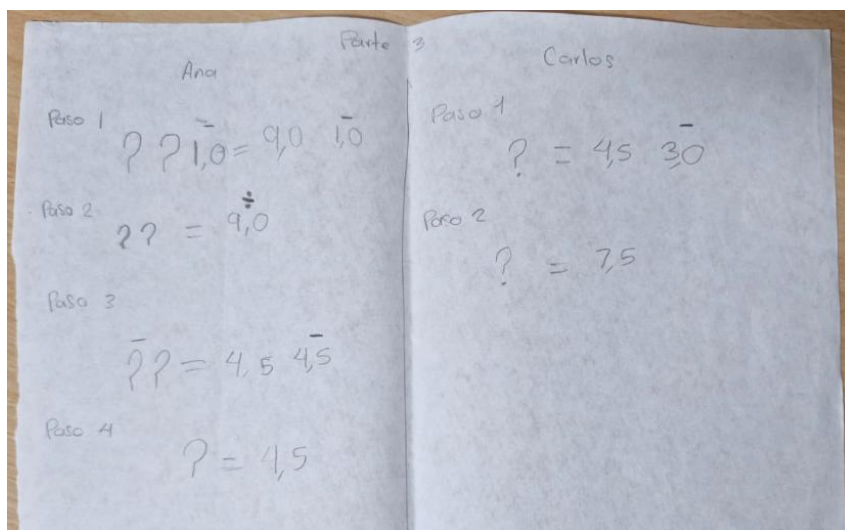 Parte 3
Ana
Paso 1
? ? 1,0̄ = 9,0 1,0̄
Paso 2
? ? = 9,0 ÷
Paso 3
?̄ ? = 4,5 4,5̄
Paso 4
? = 4,5
Carlos
Paso 1
? = 4,5 3,0̄
Paso 2
? = 7,5